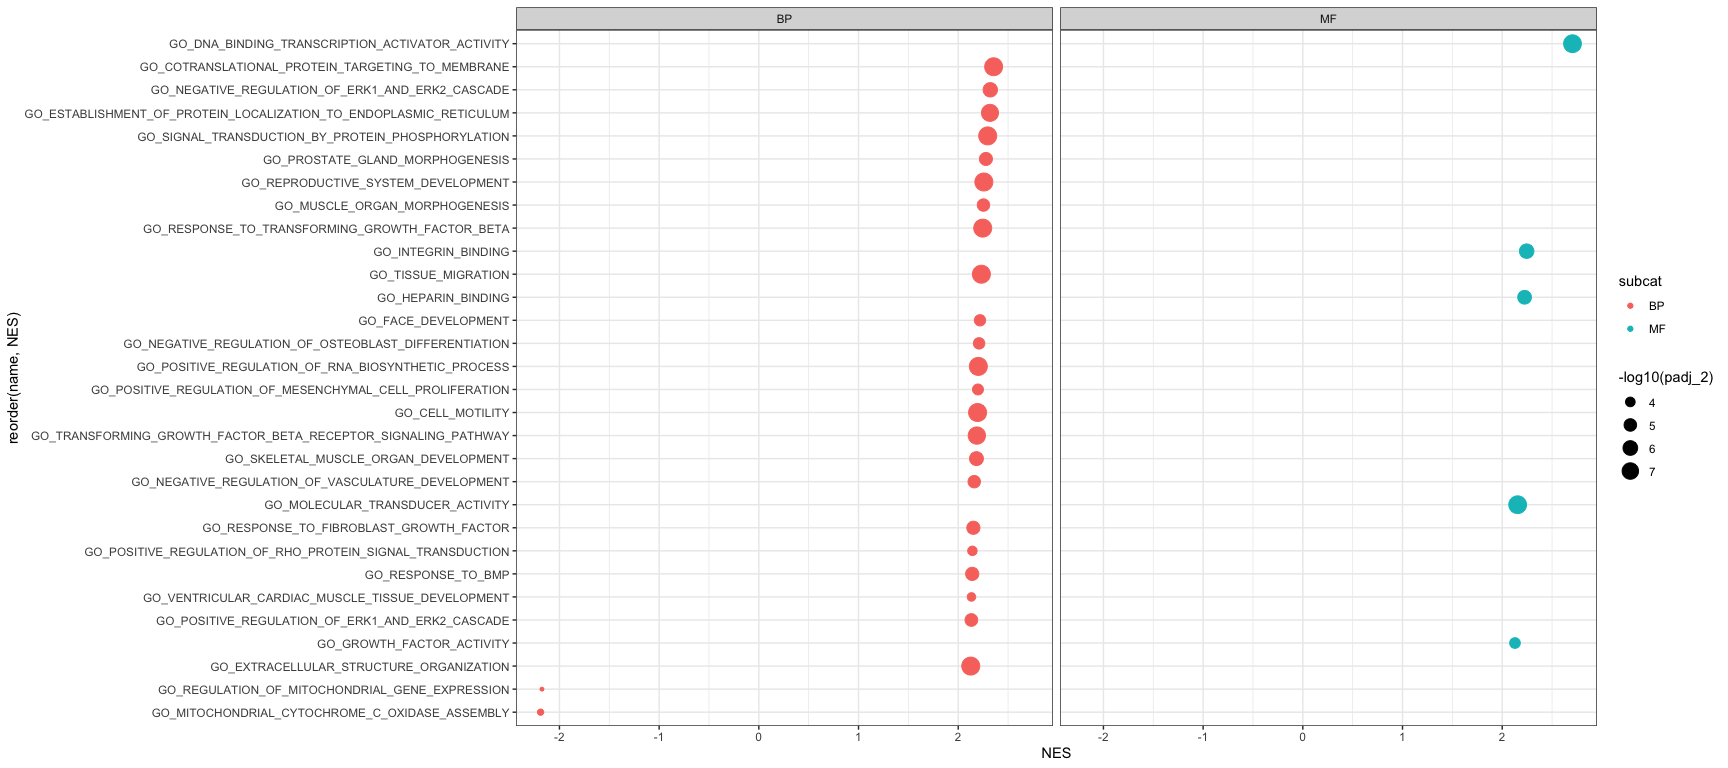 BP
MF
GO_DNA_BINDING_TRANSCRIPTION_ACTIVATOR_ACTIVITY
GO_COTRANSLATIONAL_PROTEIN_TARGETING_TO_MEMBRANE
GO_NEGATIVE_REGULATION_OF_ERK1_AND_ERK2_CASCADE
GO_ESTABLISHMENT_OF_PROTEIN_LOCALIZATION_TO_ENDOPLASMIC_RETICULUM
GO_SIGNAL_TRANSDUCTION_BY_PROTEIN_PHOSPHORYLATION
GO_PROSTATE_GLAND_MORPHOGENESIS
GO_REPRODUCTIVE_SYSTEM_DEVELOPMENT
GO_MUSCLE_ORGAN_MORPHOGENESIS
GO_RESPONSE_TO_TRANSFORMING_GROWTH_FACTOR_BETA
GO_INTEGRIN_BINDING
GO_TISSUE_MIGRATION
GO_HEPARIN_BINDING
GO_FACE_DEVELOPMENT
GO_NEGATIVE_REGULATION_OF_OSTEOBLAST_DIFFERENTIATION
GO_POSITIVE_REGULATION_OF_RNA_BIOSYNTHETIC_PROCESS
GO_POSITIVE_REGULATION_OF_MESENCHYMAL_CELL_PROLIFERATION
GO_CELL_MOTILITY
GO_TRANSFORMING_GROWTH_FACTOR_BETA_RECEPTOR_SIGNALING_PATHWAY
GO_SKELETAL_MUSCLE_ORGAN_DEVELOPMENT
GO_NEGATIVE_REGULATION_OF_VASCULATURE_DEVELOPMENT
GO_MOLECULAR_TRANSDUCER_ACTIVITY
GO_RESPONSE_TO_FIBROBLAST_GROWTH_FACTOR
GO_POSITIVE_REGULATION_OF_RHO_PROTEIN_SIGNAL_TRANSDUCTION
GO_RESPONSE_TO_BMP
GO_VENTRICULAR_CARDIAC_MUSCLE_TISSUE_DEVELOPMENT
GO_POSITIVE_REGULATION_OF_ERK1_AND_ERK2_CASCADE
GO_GROWTH_FACTOR_ACTIVITY
GO_EXTRACELLULAR_STRUCTURE_ORGANIZATION
GO_REGULATION_OF_MITOCHONDRIAL_GENE_EXPRESSION
GO_MITOCHONDRIAL_CYTOCHROME_C_OXIDASE_ASSEMBLY
reorder(name, NES)
-2 -1 0 1 2
-2 -1 0 1 2
NES
subcat
BP
MF
-log10(padj_2)
4
5
6
7